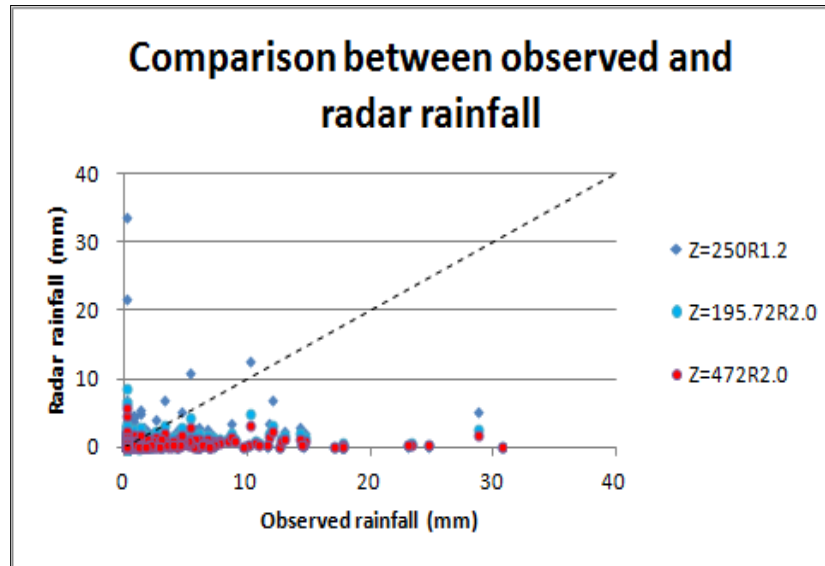 Comparison between observed and
radar rainfall
40
30
20
10
0
Radar rainfall (mm)
0 10 20 30 40
Observed rainfall (mm)
Z=250R1.2
Z=195.72R2.0
Z=472R2.0